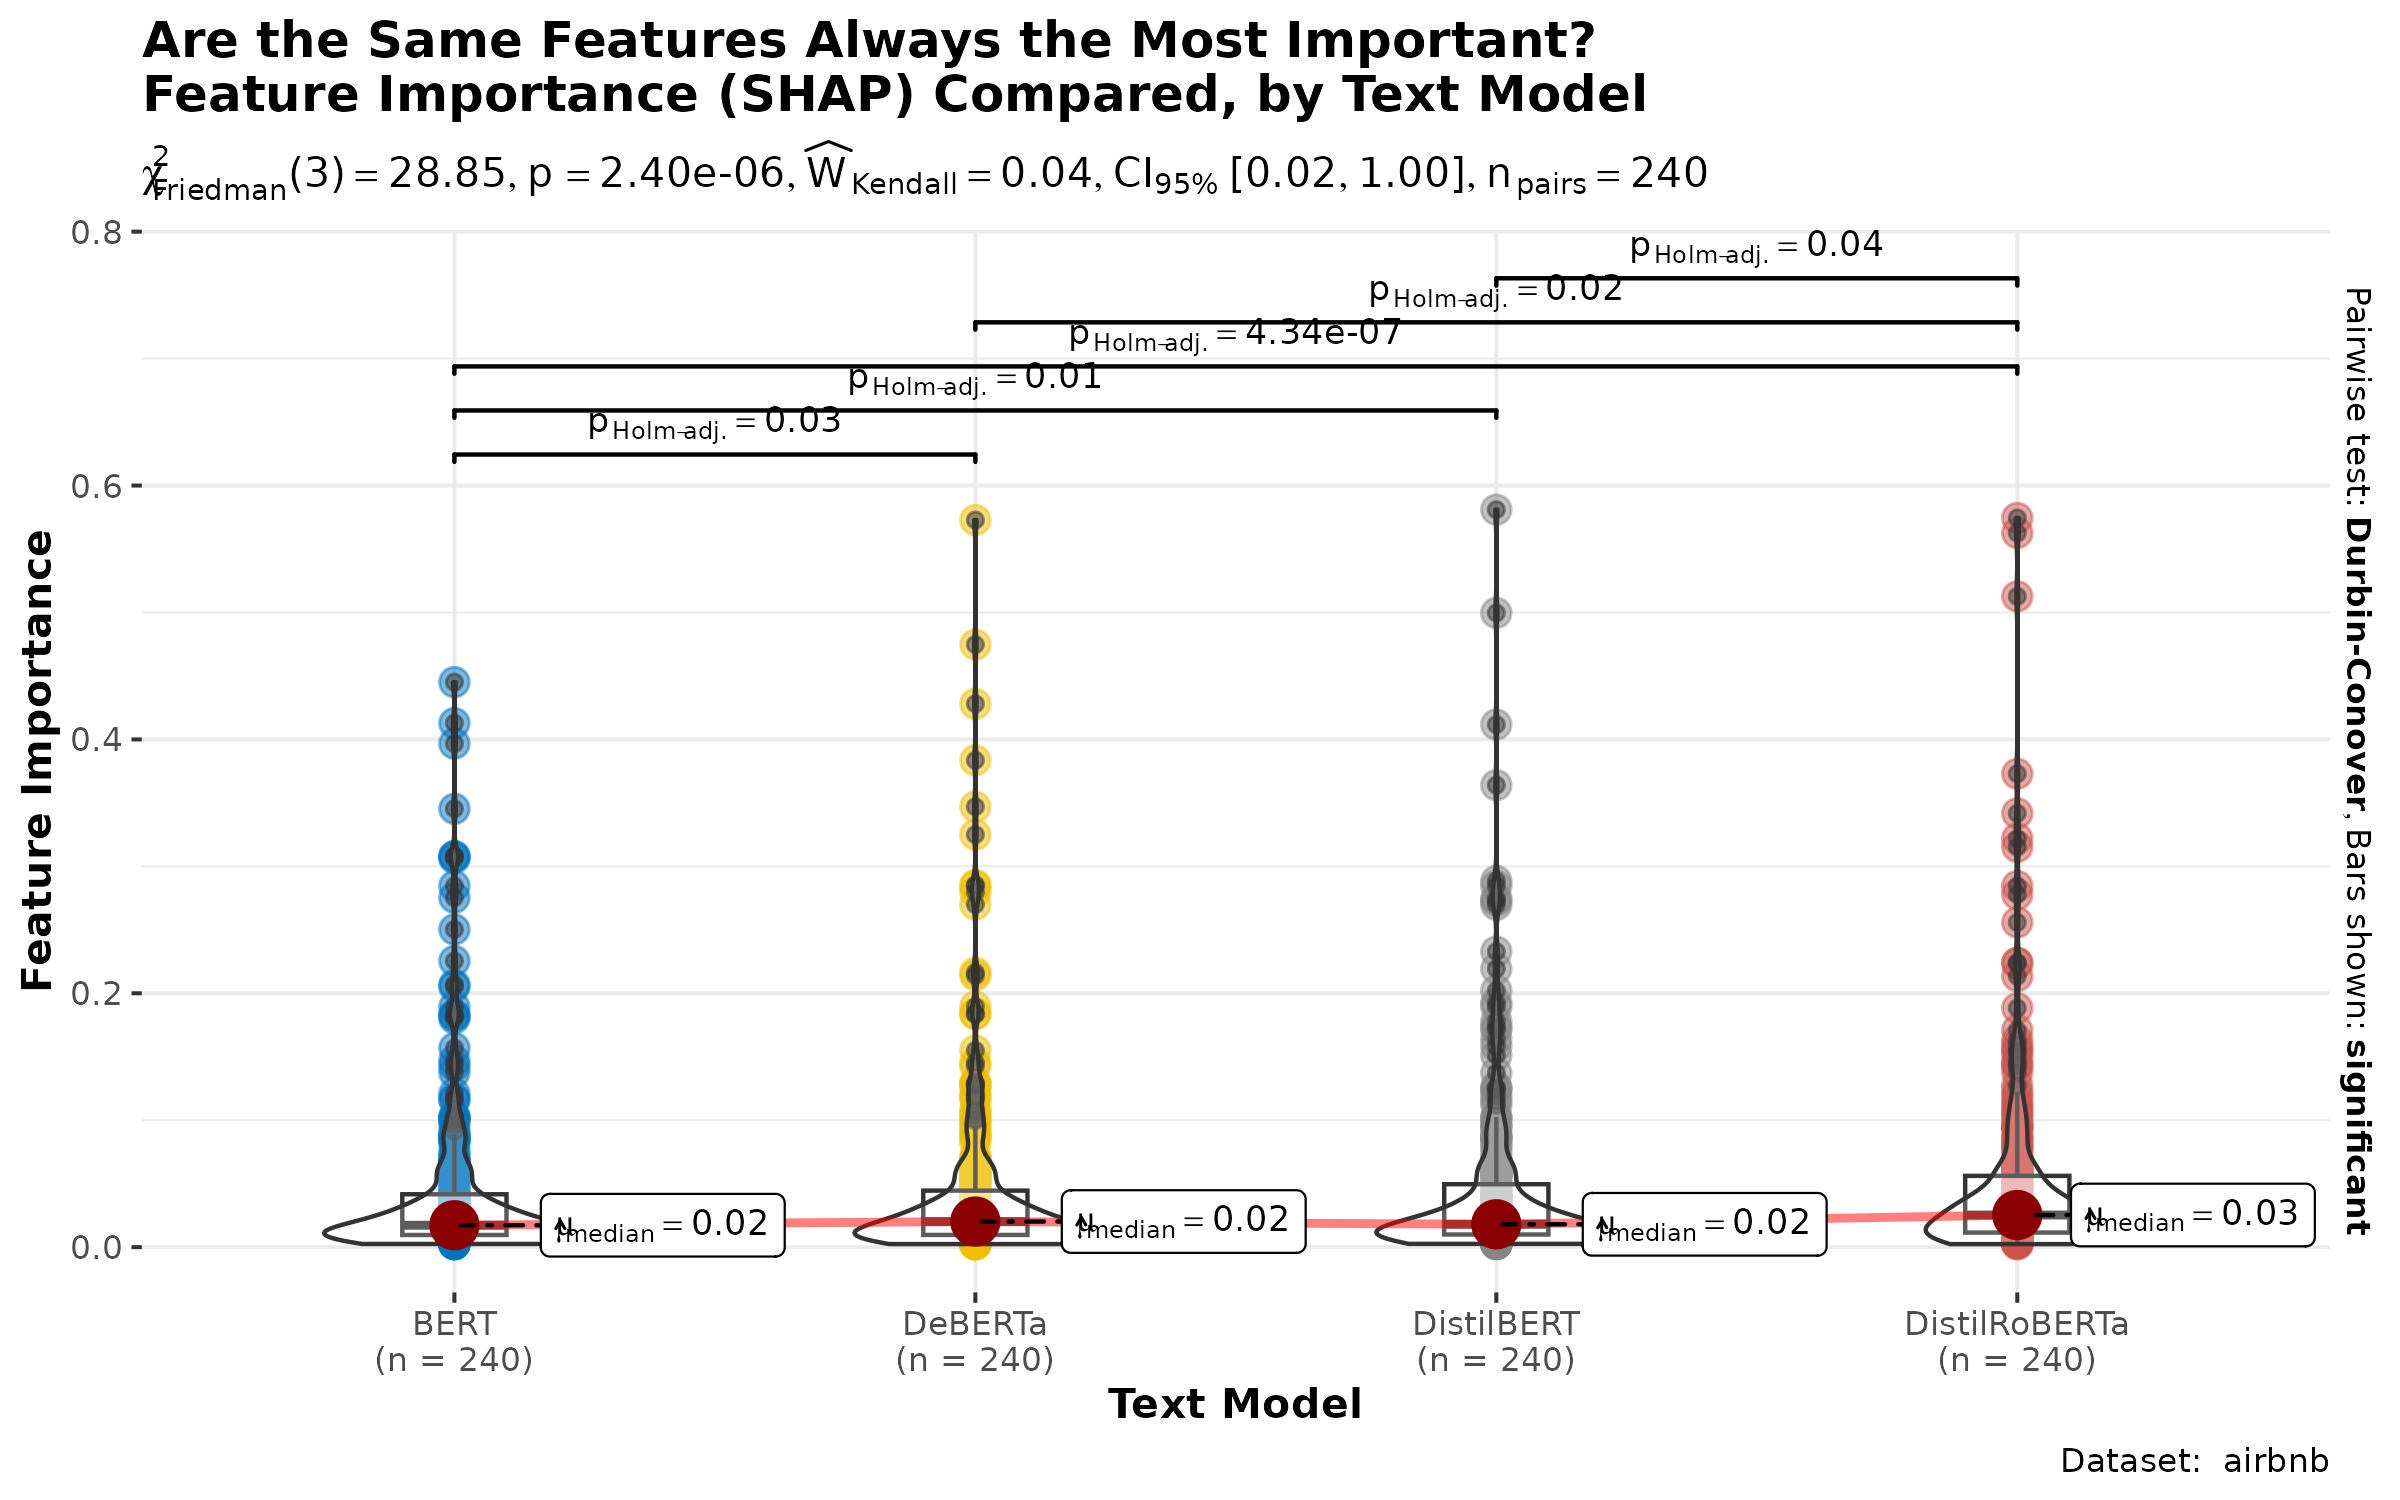 Are the Same Features Always the Most Important?
Feature Importance (SHAP) Compared, by Text Model
χ²Friedman(3) = 28.85, p = 2.40e-06, ŴKendall = 0.04, CI95% [0.02, 1.00], npairs = 240
pHolm-adj. = 0.04
pHolm-adj. = 0.02
pHolm-adj. = 4.34e-07
pHolm-adj. = 0.01
pHolm-adj. = 0.03
Feature Importance
0.8
0.6
0.4
0.2
0.0
μ̂median = 0.02
μ̂median = 0.02
μ̂median = 0.02
μ̂median = 0.03
Pairwise test: Durbin-Conover, Bars shown: significant
BERT
(n = 240)
DeBERTa
(n = 240)
DistilBERT
(n = 240)
DistilRoBERTa
(n = 240)
Text Model
Dataset: airbnb